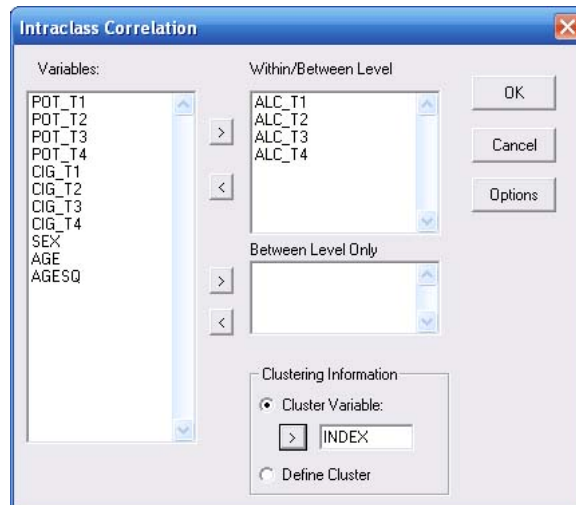 Intraclass Correlation
Variables:
POT_T1
POT_T2
POT_T3
POT_T4
CIG_T1
CIG_T2
CIG_T3
CIG_T4
SEX
AGE
AGESQ
>
<
Within/Between Level
ALC_T1
ALC_T2
ALC_T3
ALC_T4
Between Level Only
>
<
Clustering Information
Cluster Variable:
> INDEX
Define Cluster
OK
Cancel
Options